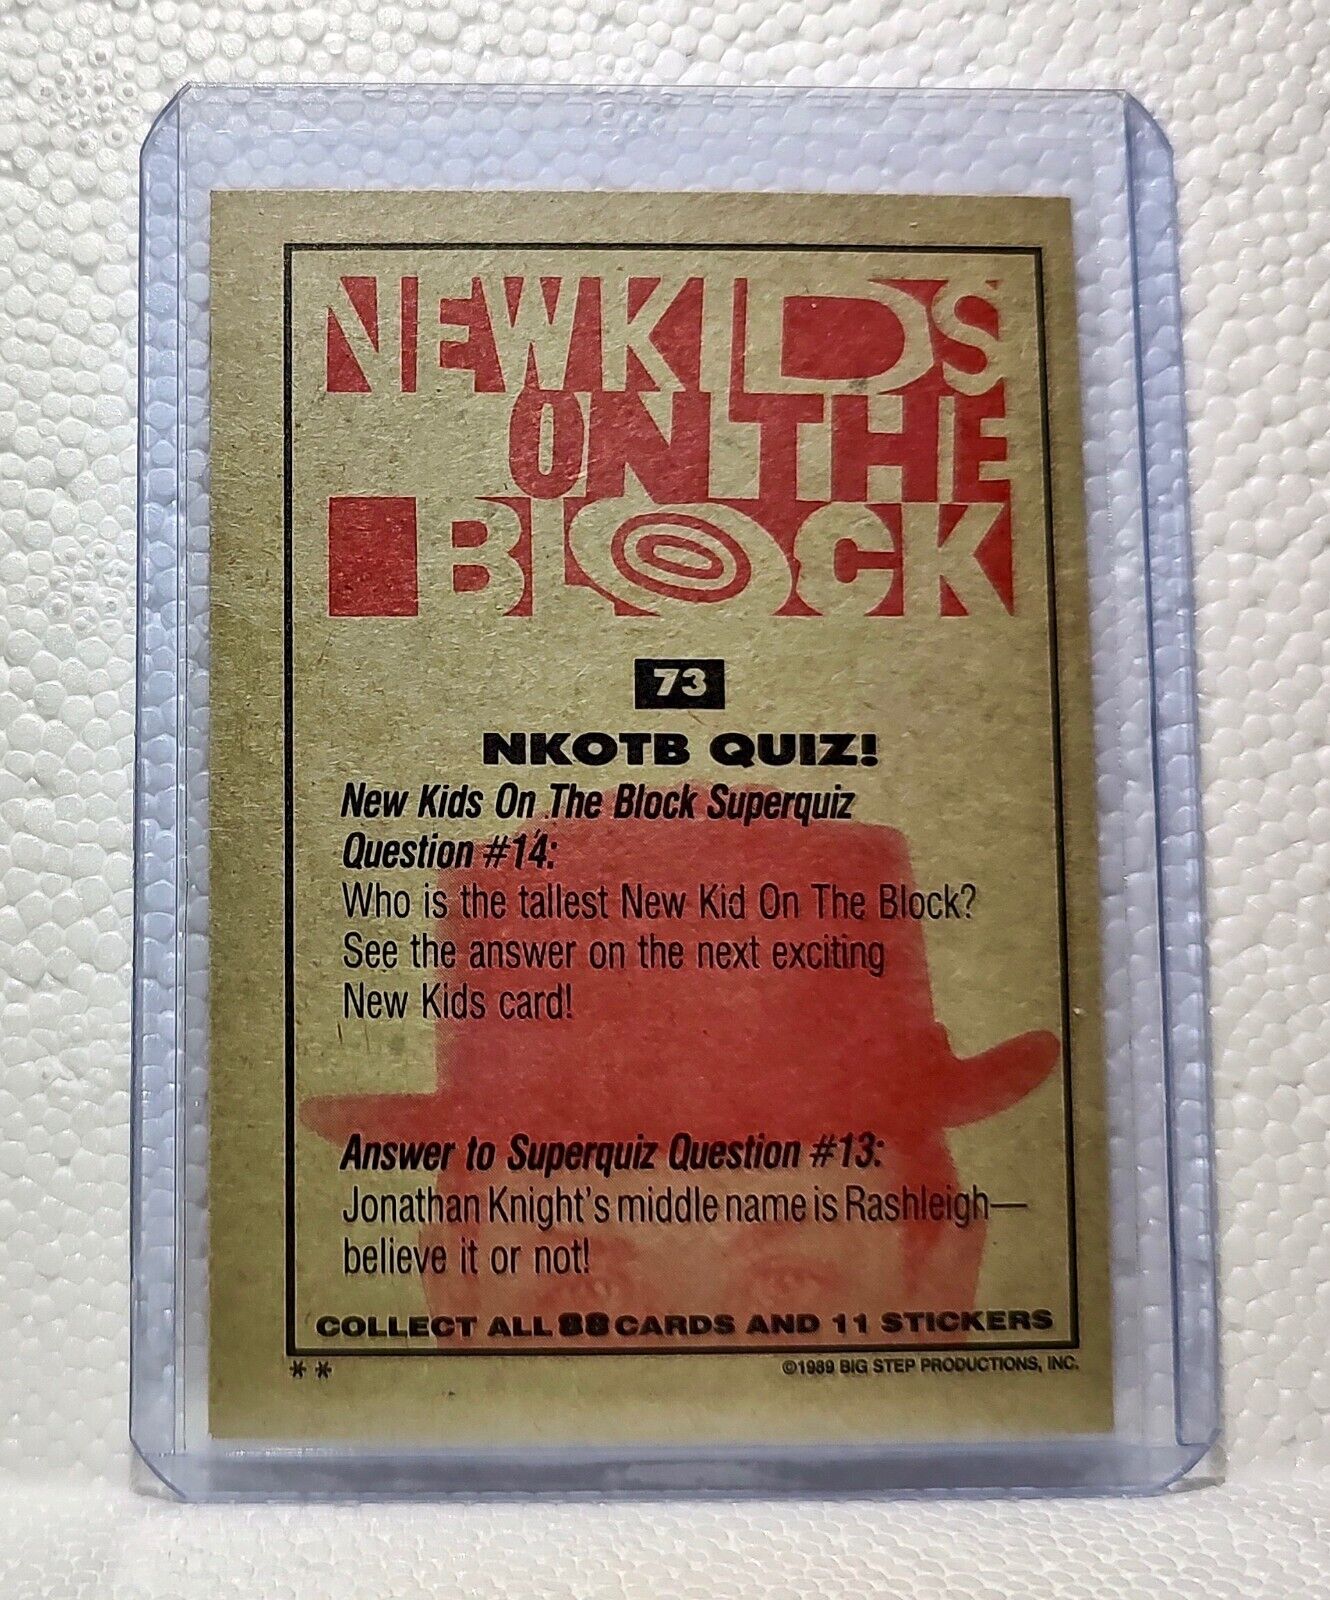 NEW KIDS
ON THE
BLOCK
73
NKOTB QUIZ!
New Kids On The Block Superquiz
Question #14:
Who is the tallest New Kid On The Block?
See the answer on the next exciting
New Kids card!
Answer to Superquiz Question #13:
Jonathan Knight's middle name is Rashleigh—
believe it or not!
COLLECT ALL 88 CARDS AND 11 STICKERS
** ©1989 BIG STEP PRODUCTIONS, INC.